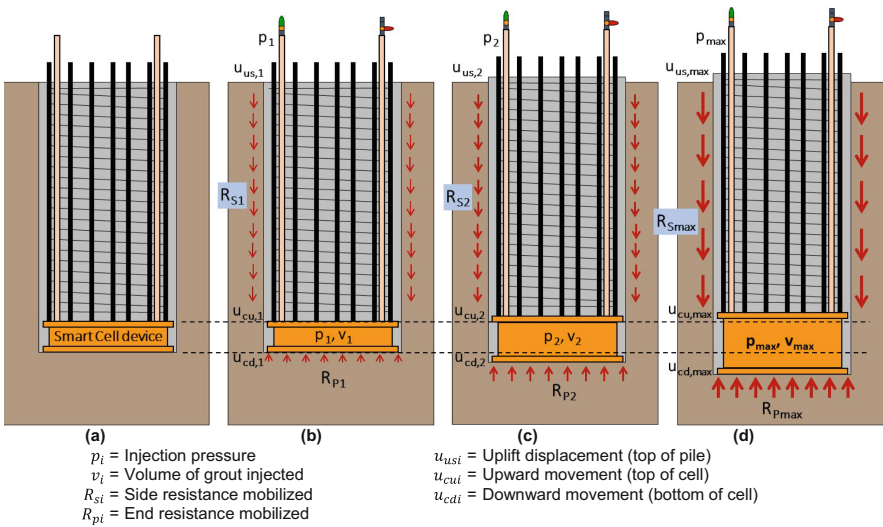 p1
p2
pmax
uus,1
uus,2
uus,max
RS1
RS2
RSmax
ucu,1
ucu,2
ucu,max
Smart Cell device
p1, v1
p2, v2
pmax, vmax
ucd,1
ucd,2
ucd,max
RP1
RP2
RPmax
(a)
(b)
(c)
(d)
pi = Injection pressure
vi = Volume of grout injected
Rsi = Side resistance mobilized
Rpi = End resistance mobilized
uusi = Uplift displacement (top of pile)
ucui = Upward movement (top of cell)
ucdi = Downward movement (bottom of cell)